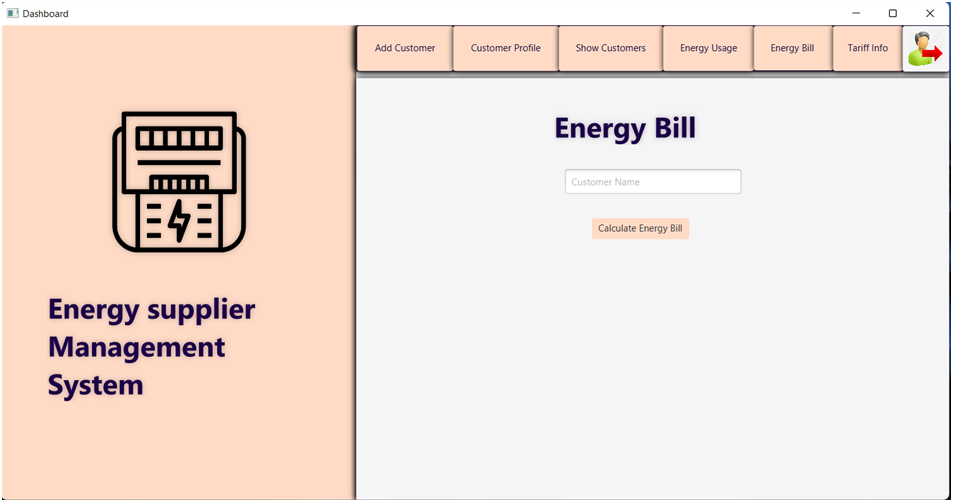 Dashboard
Add Customer
Customer Profile
Show Customers
Energy Usage
Energy Bill
Tariff Info
Energy supplier
Management
System
Energy Bill
Customer Name
Calculate Energy Bill